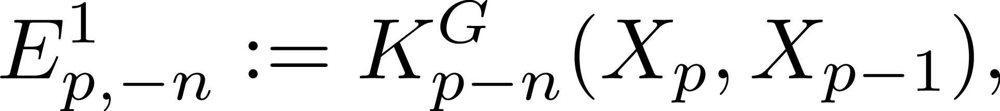 E^1_{p,-n} := K^G_{p-n}(X_p, X_{p-1}),